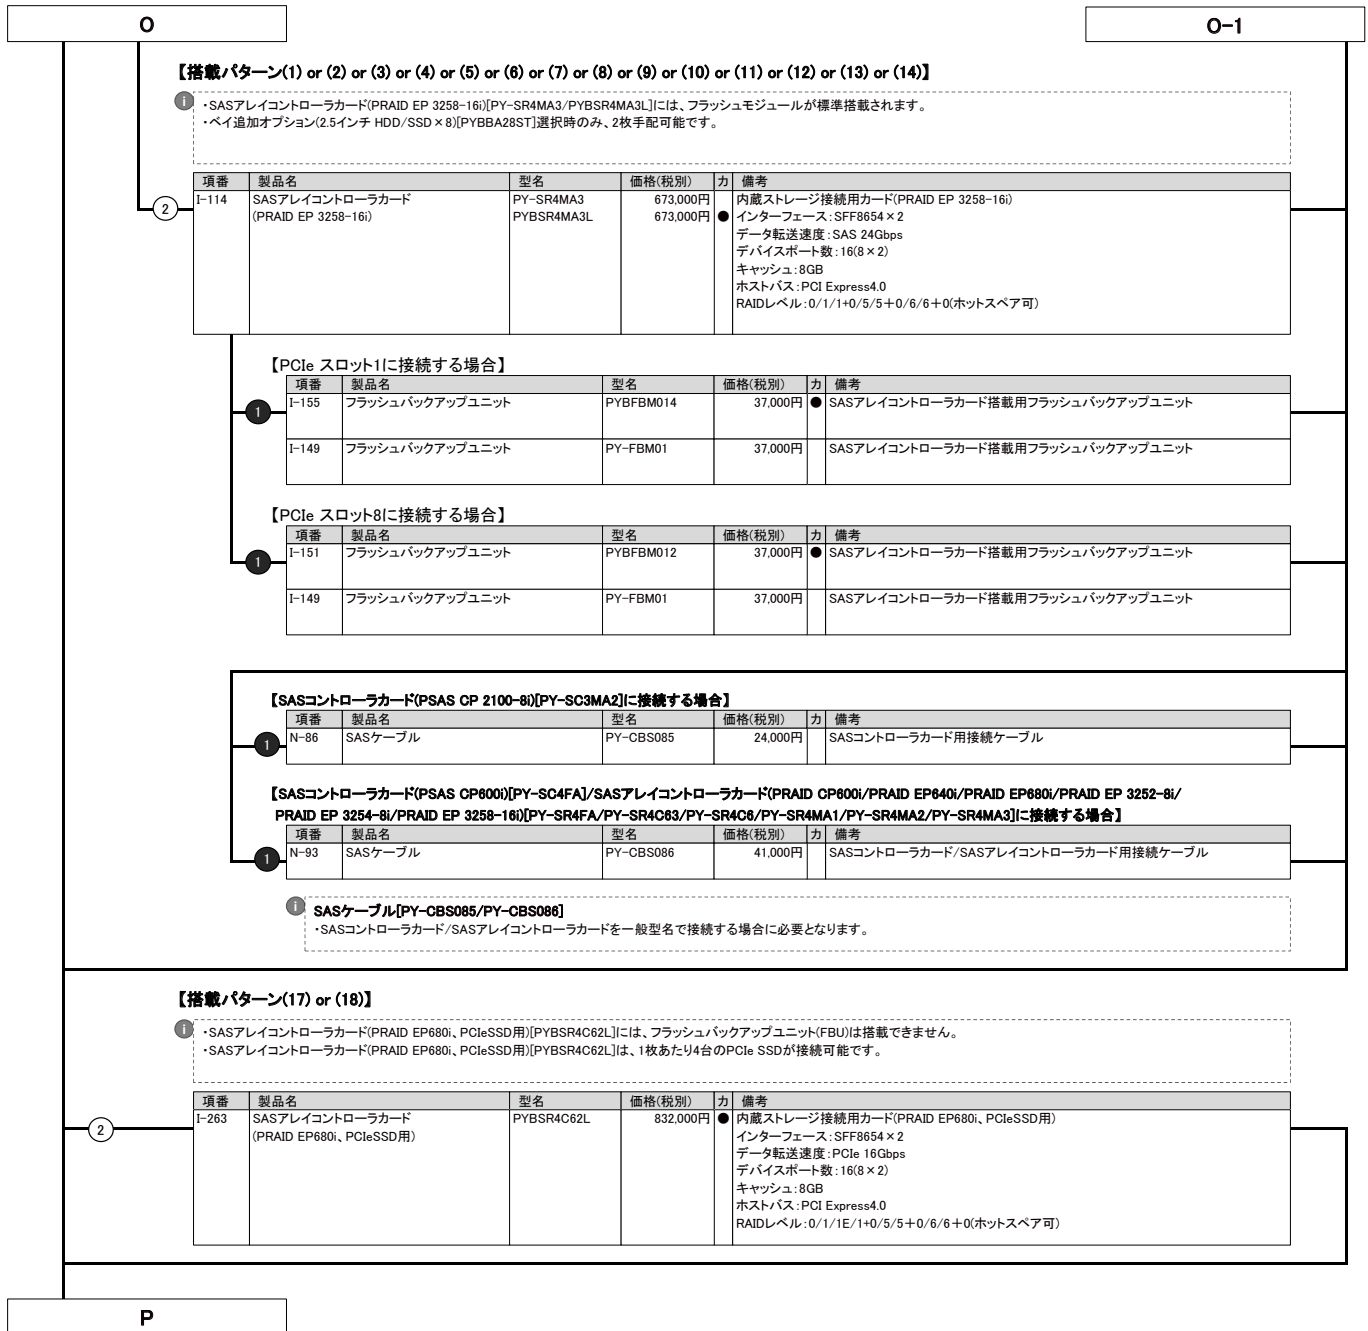 O
O-1
【搭載パターン(1) or (2) or (3) or (4) or (5) or (6) or (7) or (8) or (9) or (10) or (11) or (12) or (13) or (14)】
i
・SASアレイコントローラカード(PRAID EP 3258-16i)[PY-SR4MA3/PYBSR4MA3L]には、フラッシュモジュールが標準搭載されます。
・ベイ追加オプション(2.5インチ HDD/SSD×8)[PYBBA28ST]選択時のみ、2枚手配可能です。
項番 製品名 型名 価格(税別) カ 備考
2
I-114 SASアレイコントローラカード PY-SR4MA3 673,000円 内蔵ストレージ接続用カード(PRAID EP 3258-16i)
(PRAID EP 3258-16i) PYBSR4MA3L 673,000円 ● インターフェース：SFF8654×2
データ転送速度：SAS 24Gbps
デバイスポート数：16(8×2)
キャッシュ：8GB
ホストバス：PCI Express4.0
RAIDレベル：0/1/1+0/5/5＋0/6/6＋0(ホットスペア可)
【PCIe スロット1に接続する場合】
項番 製品名 型名 価格(税別) カ 備考
1
I-155 フラッシュバックアップユニット PYBFBM014 37,000円 ● SASアレイコントローラカード搭載用フラッシュバックアップユニット
I-149 フラッシュバックアップユニット PY-FBM01 37,000円 SASアレイコントローラカード搭載用フラッシュバックアップユニット
【PCIe スロット8に接続する場合】
項番 製品名 型名 価格(税別) カ 備考
1
I-151 フラッシュバックアップユニット PYBFBM012 37,000円 ● SASアレイコントローラカード搭載用フラッシュバックアップユニット
I-149 フラッシュバックアップユニット PY-FBM01 37,000円 SASアレイコントローラカード搭載用フラッシュバックアップユニット
【SASコントローラカード(PSAS CP 2100-8i)[PY-SC3MA2]に接続する場合】
項番 製品名 型名 価格(税別) カ 備考
1
N-86 SASケーブル PY-CBS085 24,000円 SASコントローラカード用接続ケーブル
【SASコントローラカード(PSAS CP600i)[PY-SC4FA]/SASアレイコントローラカード(PRAID CP600i/PRAID EP640i/PRAID EP680i/PRAID EP 3252-8i/
PRAID EP 3254-8i/PRAID EP 3258-16i)[PY-SR4FA/PY-SR4C63/PY-SR4C6/PY-SR4MA1/PY-SR4MA2/PY-SR4MA3]に接続する場合】
項番 製品名 型名 価格(税別) カ 備考
1
N-93 SASケーブル PY-CBS086 41,000円 SASコントローラカード/SASアレイコントローラカード用接続ケーブル
i
SASケーブル[PY-CBS085/PY-CBS086]
・SASコントローラカード/SASアレイコントローラカードを一般型名で接続する場合に必要となります。
【搭載パターン(17) or (18)】
i
・SASアレイコントローラカード(PRAID EP680i、PCIeSSD用)[PYBSR4C62L]には、フラッシュバックアップユニット(FBU)は搭載できません。
・SASアレイコントローラカード(PRAID EP680i、PCIeSSD用)[PYBSR4C62L]は、1枚あたり4台のPCIe SSDが接続可能です。
項番 製品名 型名 価格(税別) カ 備考
2
I-263 SASアレイコントローラカード PYBSR4C62L 832,000円 ● 内蔵ストレージ接続用カード(PRAID EP680i、PCIeSSD用)
(PRAID EP680i、PCIeSSD用) インターフェース：SFF8654×2
データ転送速度：PCIe 16Gbps
デバイスポート数：16(8×2)
キャッシュ：8GB
ホストバス：PCI Express4.0
RAIDレベル：0/1/1E/1+0/5/5＋0/6/6＋0(ホットスペア可)
P